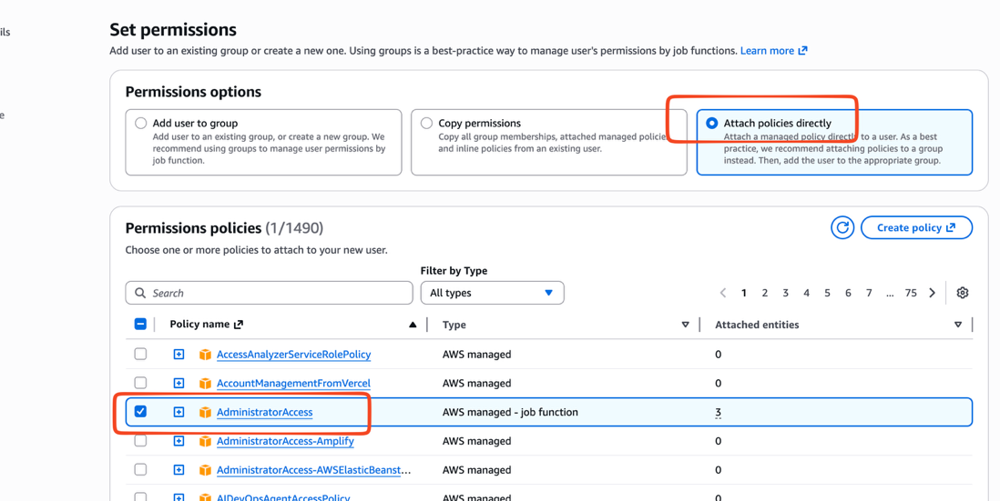 ils
e
Set permissions
Add user to an existing group or create a new one. Using groups is a best-practice way to manage user's permissions by job functions. Learn more
Permissions options
Add user to group
Add user to an existing group, or create a new group. We
recommend using groups to manage user permissions by
job function.
Copy permissions
Copy all group memberships, attached managed policie
and inline policies from an existing user.
Attach policies directly
Attach a managed policy directly to a user. As a best
practice, we recommend attaching policies to a group
instead. Then, add the user to the appropriate group.
Permissions policies (1/1490)
Create policy
Choose one or more policies to attach to your new user.
Filter by Type
Search
All types
1 2 3 4 5 6 7 ... 75
Policy name Type Attached entities
AccessAnalyzerServiceRolePolicy AWS managed 0
AccountManagementFromVercel AWS managed 0
AdministratorAccess AWS managed - job function 3
AdministratorAccess-Amplify AWS managed 0
AdministratorAccess-AWSElasticBeanst... AWS managed 0
AIDevOpsAgentAccessPolicy AWS managed 0